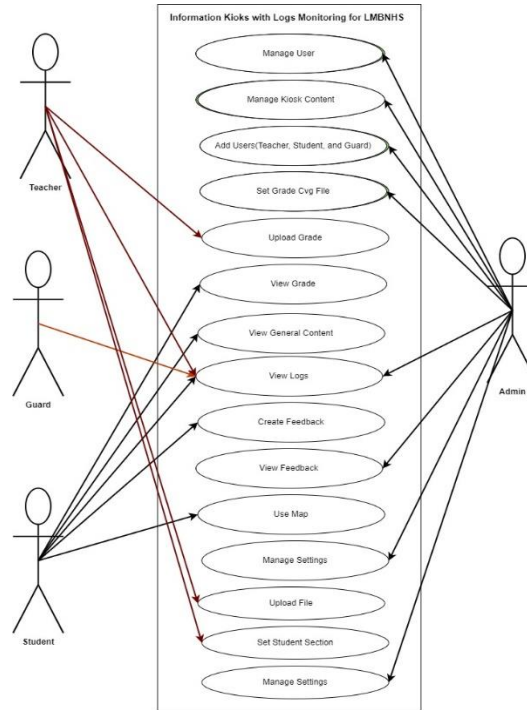 Information Kioks with Logs Monitoring for LMBNHS
Manage User
Manage Kiosk Content
Add Users(Teacher, Student, and Guard)
Set Grade Cvg File
Upload Grade
View Grade
View General Content
View Logs
Create Feedback
View Feedback
Use Map
Manage Settings
Upload File
Set Student Section
Manage Settings
Teacher
Guard
Student
Admin